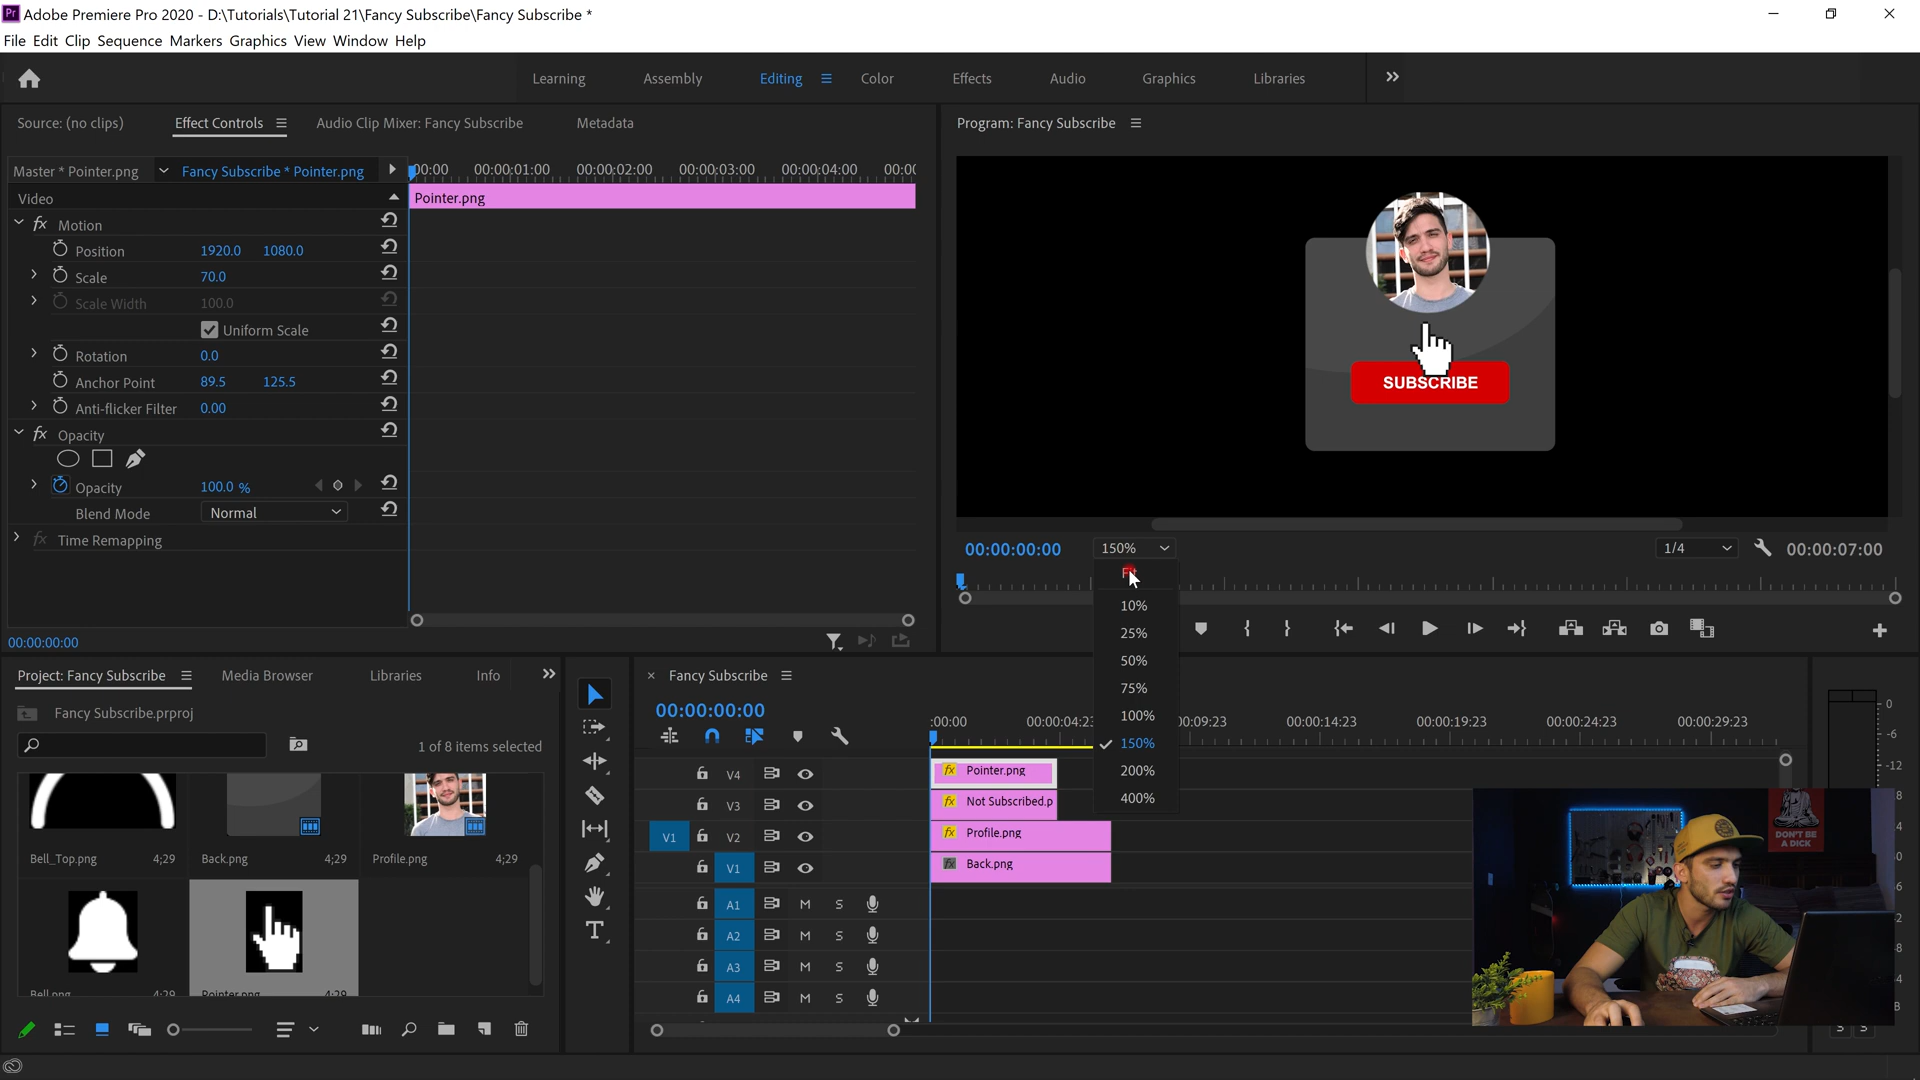 Pr Adobe Premiere Pro 2020 - D:\Tutorials\Tutorial 21\Fancy Subscribe\Fancy Subscribe *
File Edit Clip Sequence Markers Graphics View Window Help
Learning Assembly Editing Color Effects Audio Graphics Libraries
Source: (no clips) Effect Controls Audio Clip Mixer: Fancy Subscribe Metadata
Program: Fancy Subscribe
Master * Pointer.png Fancy Subscribe * Pointer.png
00:00 00:00:01:00 00:00:02:00 00:00:03:00 00:00:04:00 00:0
Video
Pointer.png
fx Motion
Position 1920.0 1080.0
Scale 70.0
Scale Width 100.0
Uniform Scale
Rotation 0.0
Anchor Point 89.5 125.5
Anti-flicker Filter 0.00
fx Opacity
Opacity 100.0 %
Blend Mode Normal
fx Time Remapping
00:00:00:00
SUBSCRIBE
00:00:00:00 150% 1/4 00:00:07:00
10%
25%
50%
75%
100%
150%
200%
400%
Project: Fancy Subscribe Media Browser Libraries Info
Fancy Subscribe.prproj
1 of 8 items selected
Bell_Top.png 4;29 Back.png 4;29 Profile.png 4;29
Bell.png 4;29 Pointer.png 4;29
Fancy Subscribe
00:00:00:00
:00:00 00:00:04:23 00:09:23 00:00:14:23 00:00:19:23 00:00:24:23 00:00:29:23
V4 fx Pointer.png
V3 fx Not Subscribed.p
V1 V2 fx Profile.png
V1 fx Back.png
A1 M S
A2 M S
A3 M S
A4 M S
T
0
-6
-12
DON'T BE
A DICK
S S